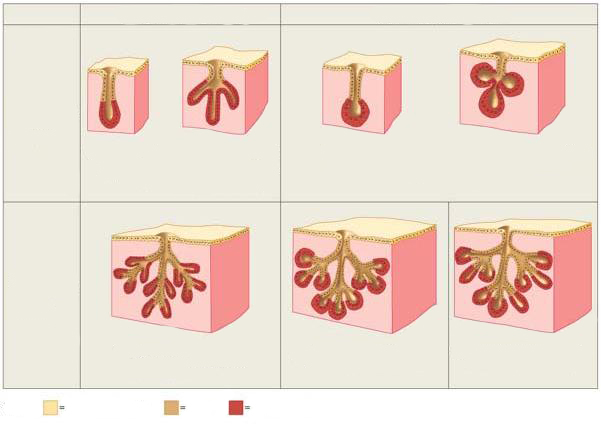 = = =